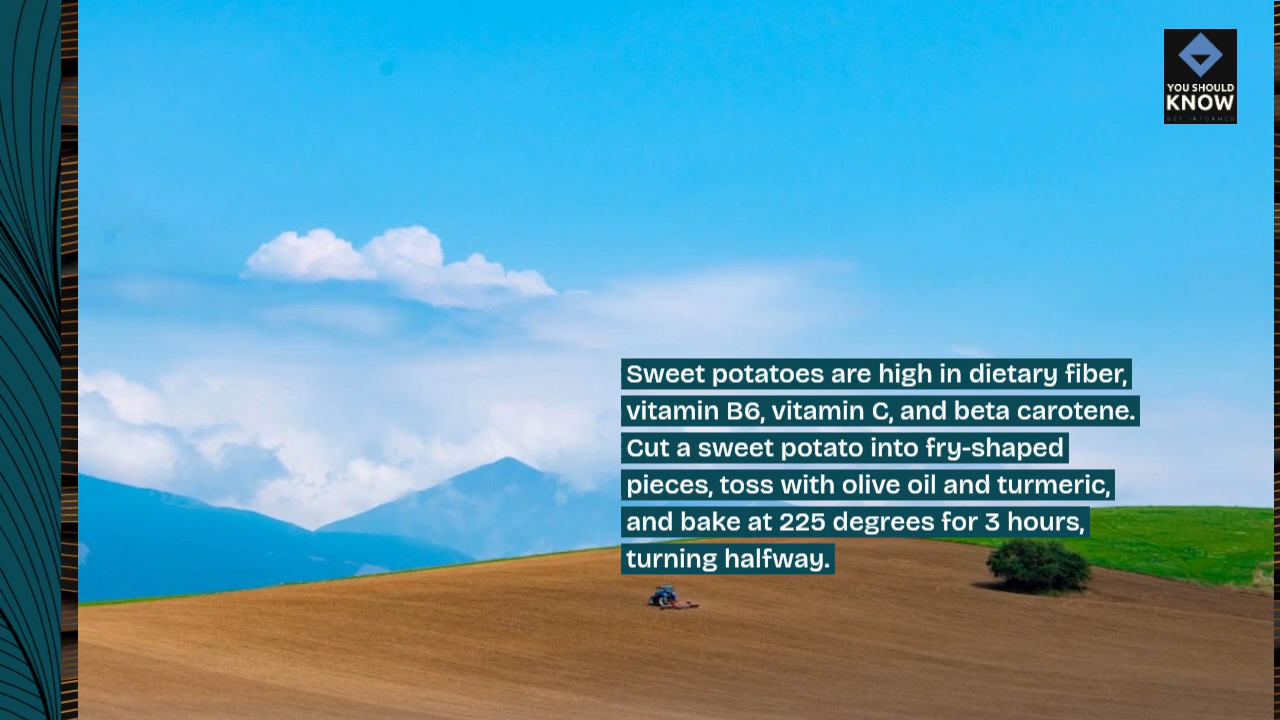 YOU SHOULD
KNOW
GET INFORMED
Sweet potatoes are high in dietary fiber,
vitamin B6, vitamin C, and beta carotene.
Cut a sweet potato into fry-shaped
pieces, toss with olive oil and turmeric,
and bake at 225 degrees for 3 hours,
turning halfway.